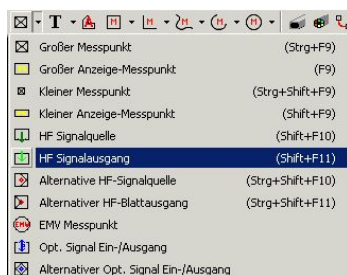 T A M M M M M
Großer Messpunkt (Strg+F9)
Großer Anzeige-Messpunkt (F9)
Kleiner Messpunkt (Strg+Shift+F9)
Kleiner Anzeige-Messpunkt (Shift+F9)
HF Signalquelle (Shift+F10)
HF Signalausgang (Shift+F11)
Alternative HF-Signalquelle (Strg+Shift+F10)
Alternativer HF-Blattausgang (Strg+Shift+F11)
EMV EMV Messpunkt
Opt. Signal Ein-/Ausgang
Alternativer Opt. Signal Ein-/Ausgang